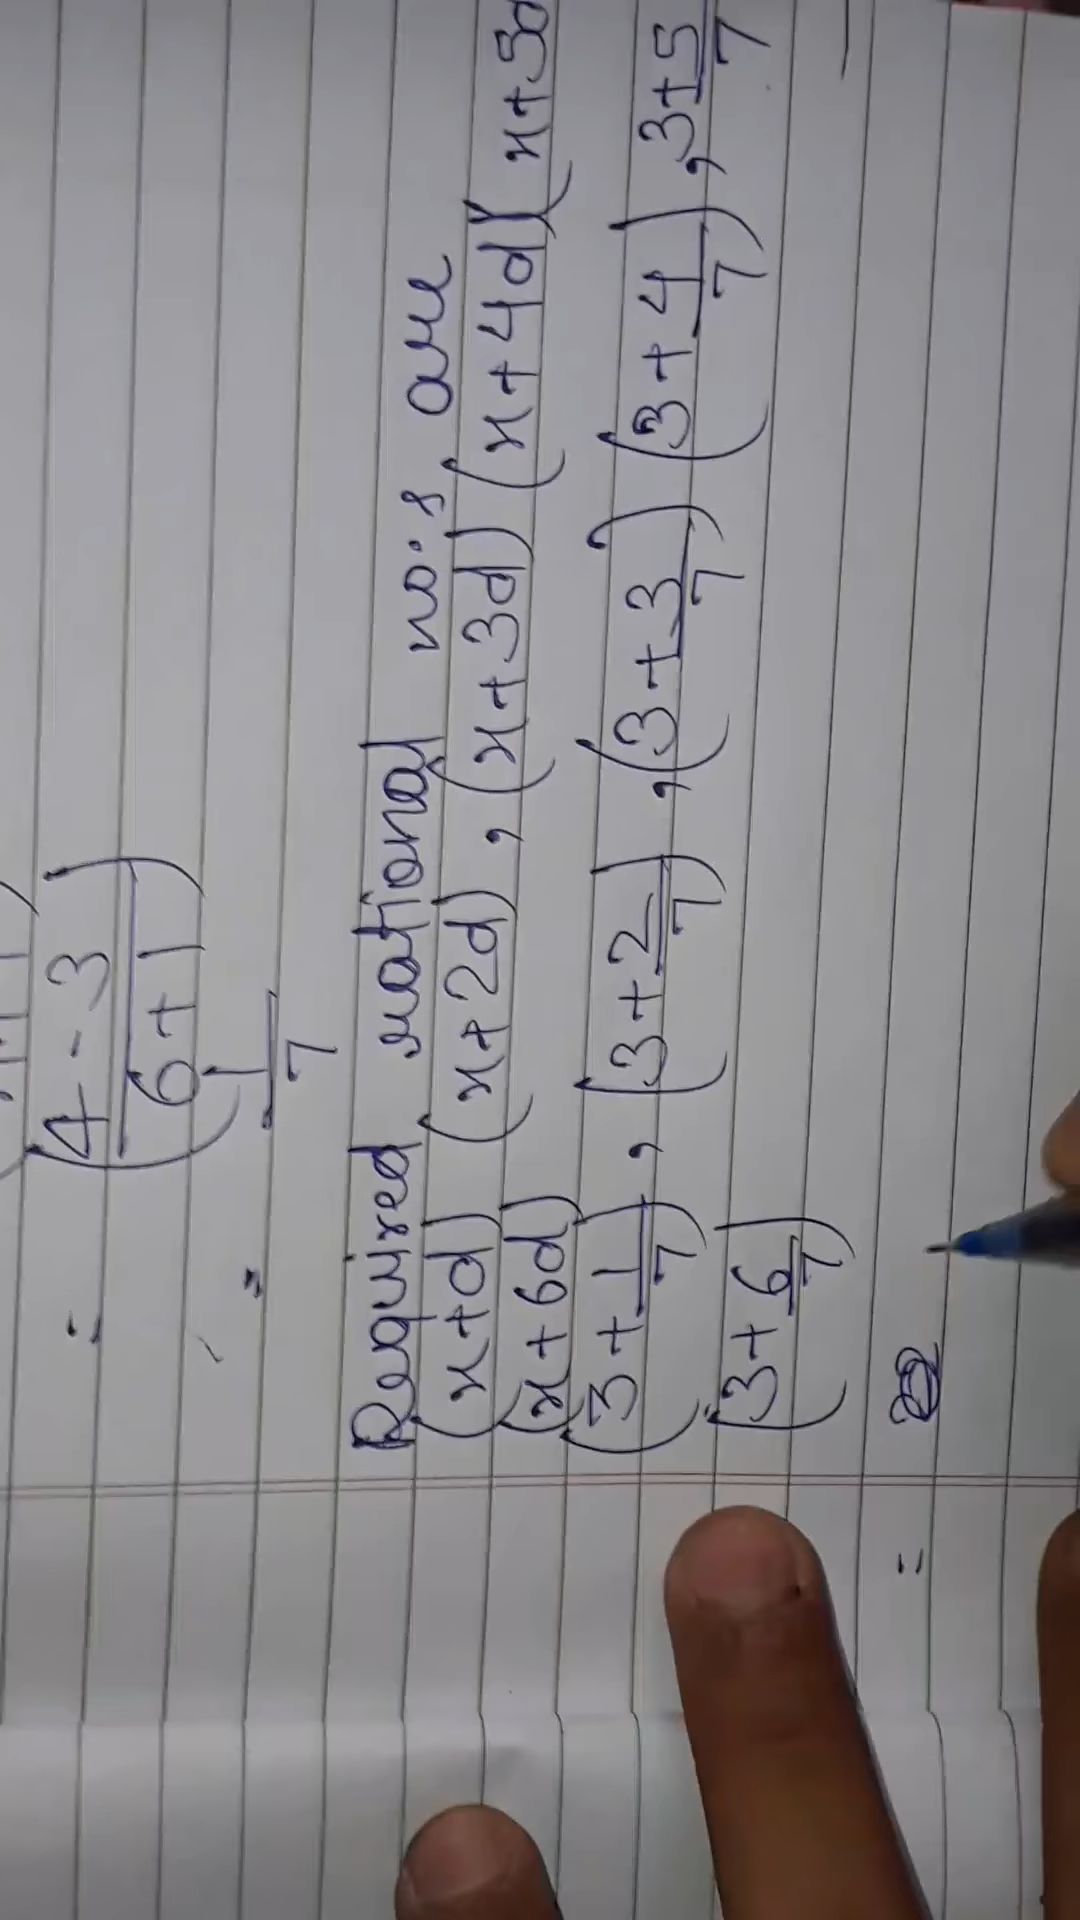 = (4-3/6+1)
= 1/7
Required rational no.s are
(x+d) (x+2d), (x+3d) (x+4d) (x+5d
(x+6d)
(3+1/7), (3+2/7), (3+3/7) (3+4/7), 3+5/7
(3+6/7)
=